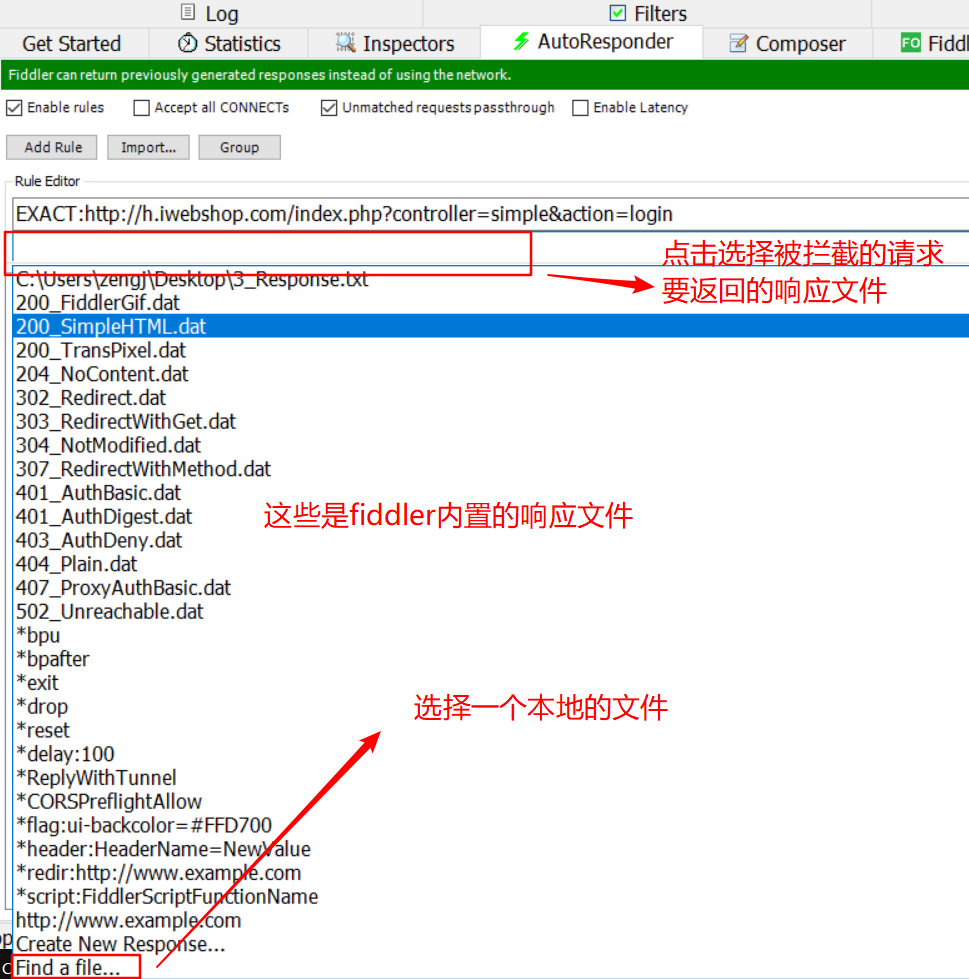 Log
Filters
Get Started
Statistics
Inspectors
AutoResponder
Composer
FO Fiddl
Fiddler can return previously generated responses instead of using the network.
Enable rules
Accept all CONNECTs
Unmatched requests passthrough
Enable Latency
Add Rule
Import...
Group
Rule Editor
EXACT:http://h.iwebshop.com/index.php?controller=simple&action=login
点击选择被拦截的请求
要返回的响应文件
C:\Users\zengj\Desktop\3_Response.txt
200_FiddlerGif.dat
200_SimpleHTML.dat
200_TransPixel.dat
204_NoContent.dat
302_Redirect.dat
303_RedirectWithGet.dat
304_NotModified.dat
307_RedirectWithMethod.dat
401_AuthBasic.dat
这些是fiddler内置的响应文件
401_AuthDigest.dat
403_AuthDeny.dat
404_Plain.dat
407_ProxyAuthBasic.dat
502_Unreachable.dat
*bpu
*bpafter
*exit
*drop
选择一个本地的文件
*reset
*delay:100
*ReplyWithTunnel
*CORSPreflightAllow
*flag:ui-backcolor=#FFD700
*header:HeaderName=NewValue
*redir:http://www.example.com
*script:FiddlerScriptFunctionName
http://www.example.com
Create New Response...
Find a file...